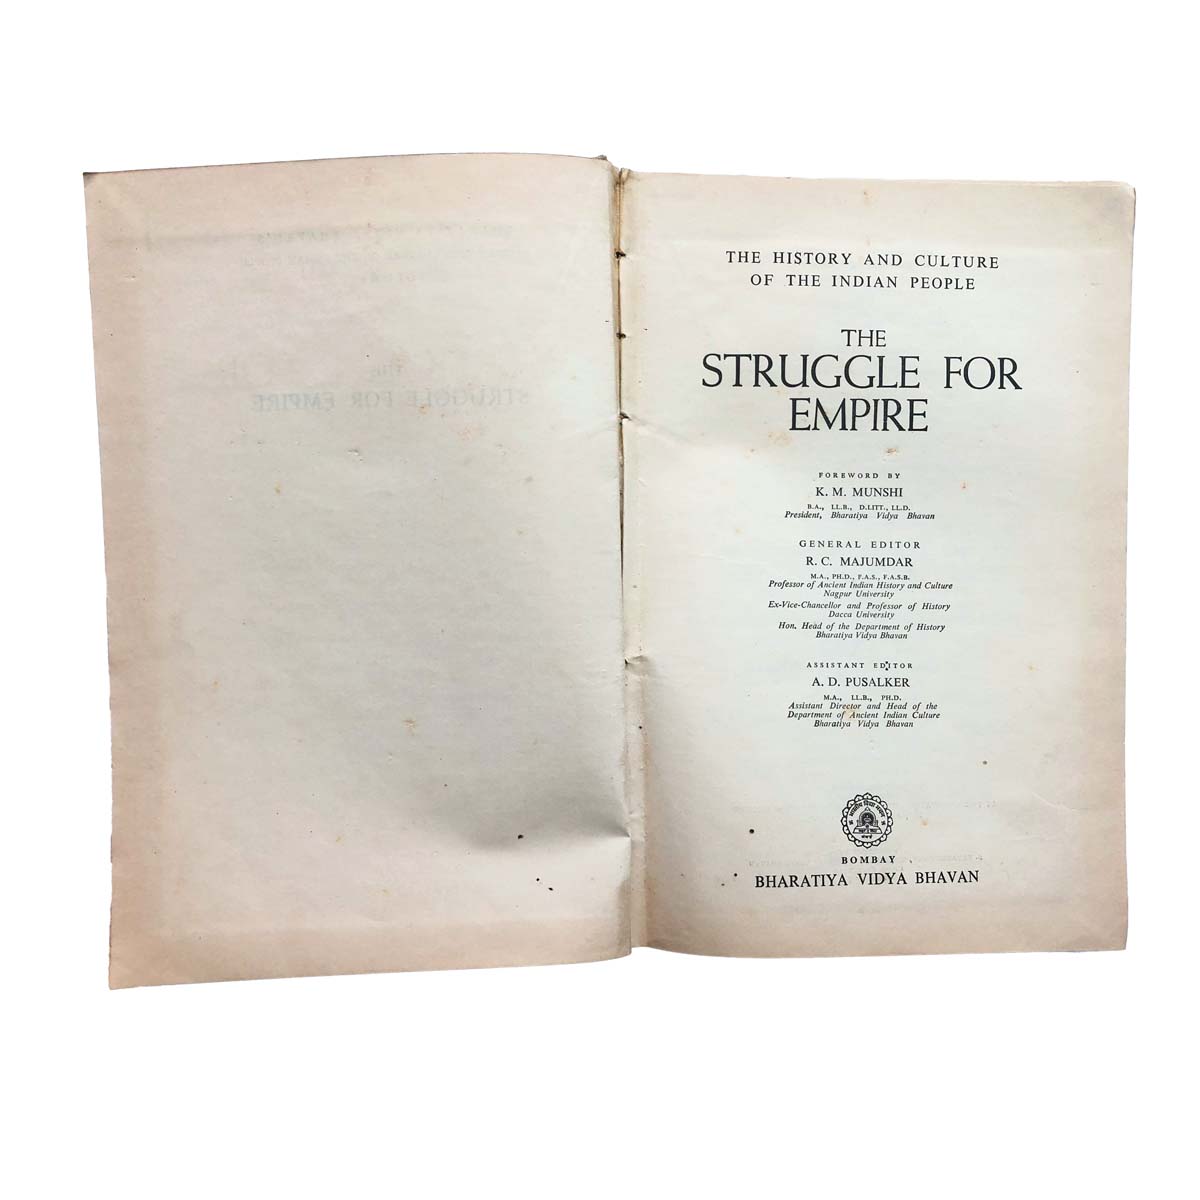 THE HISTORY AND CULTURE
OF THE INDIAN PEOPLE
THE
STRUGGLE FOR
EMPIRE
FOREWORD BY
K. M. MUNSHI
B.A., LL.B., D.LITT., LL.D.
President, Bharatiya Vidya Bhavan
GENERAL EDITOR
R. C. MAJUMDAR
M.A., PH.D., F.A.S., F.A.S.B.
Professor of Ancient Indian History and Culture
Nagpur University
Ex-Vice-Chancellor and Professor of History
Dacca University
Hon. Head of the Department of History
Bharatiya Vidya Bhavan
ASSISTANT EDITOR
A. D. PUSALKER
M.A., LL.B., PH.D.
Assistant Director and Head of the
Department of Ancient Indian Culture
Bharatiya Vidya Bhavan
BOMBAY
BHARATIYA VIDYA BHAVAN